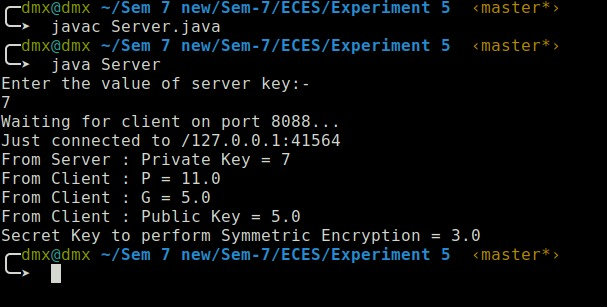 dmx@dmx ~/Sem 7 new/Sem-7/ECES/Experiment 5 ‹master*›
➤ javac Server.java
dmx@dmx ~/Sem 7 new/Sem-7/ECES/Experiment 5 ‹master*›
➤ java Server
Enter the value of server key:-
7
Waiting for client on port 8088...
Just connected to /127.0.0.1:41564
From Server : Private Key = 7
From Client : P = 11.0
From Client : G = 5.0
From Client : Public Key = 5.0
Secret Key to perform Symmetric Encryption = 3.0
dmx@dmx ~/Sem 7 new/Sem-7/ECES/Experiment 5 ‹master*›
➤